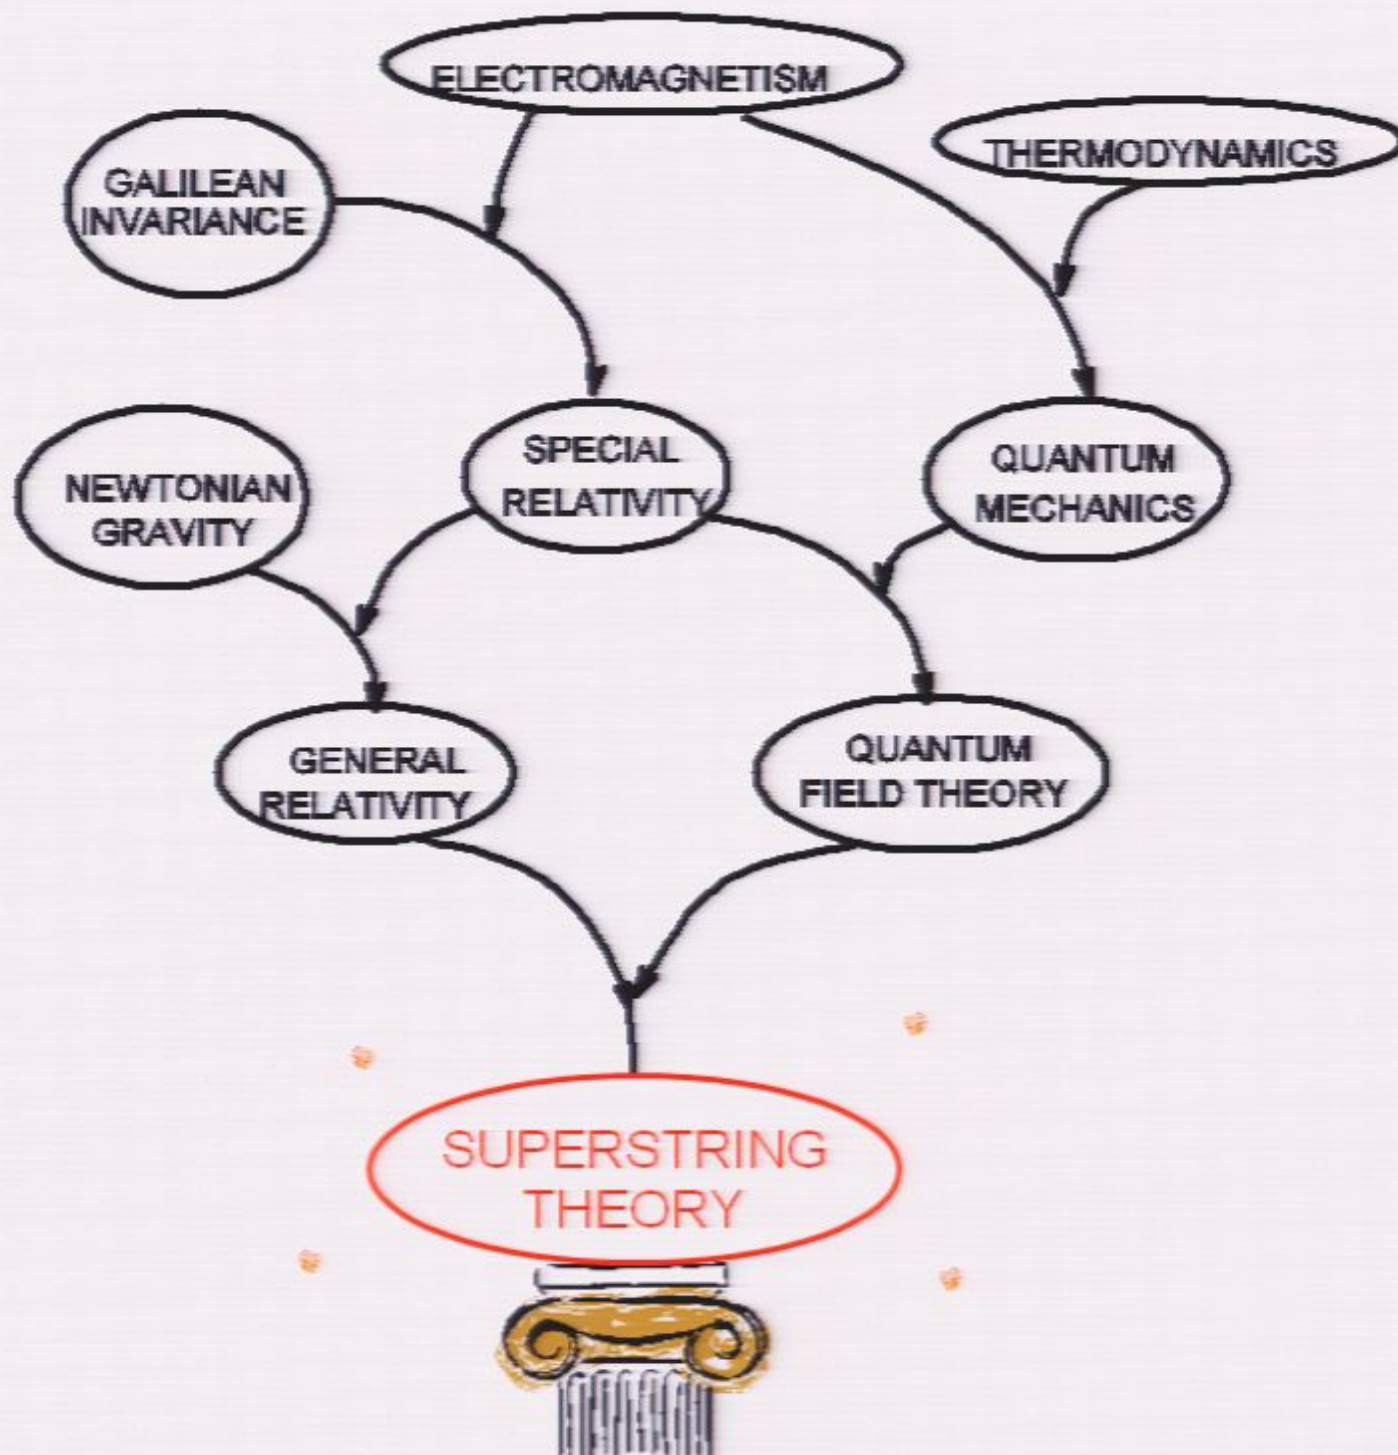 ELECTROMAGNETISM
THERMODYNAMICS
GALILEAN
INVARIANCE
NEWTONIAN
GRAVITY
SPECIAL
RELATIVITY
QUANTUM
MECHANICS
GENERAL
RELATIVITY
QUANTUM
FIELD THEORY
SUPERSTRING
THEORY